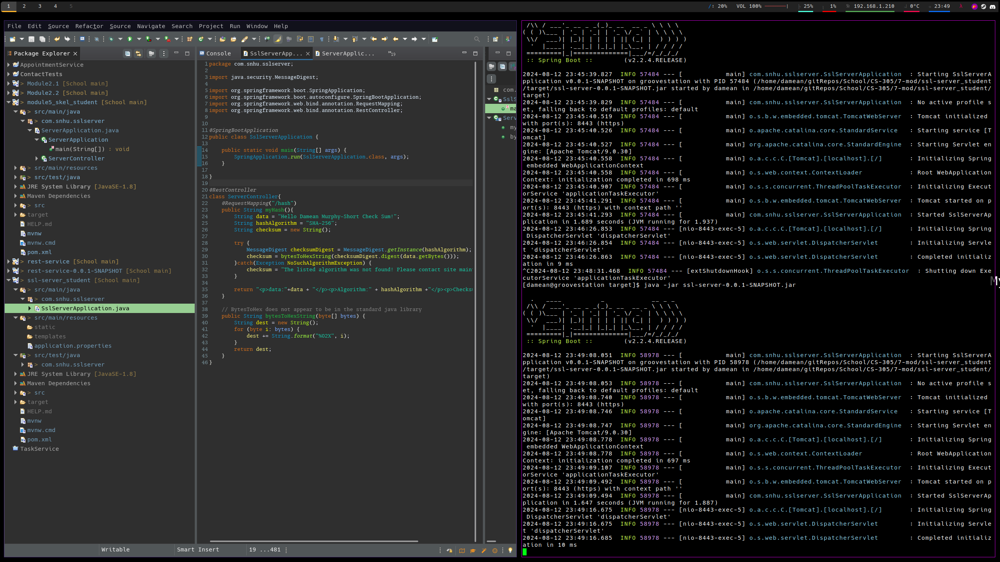 1 2 3 4 5
/: 20% VOL 100% 25% 1% 192.168.1.210 0°C 23:49 λ
File Edit Source Refactor Source Navigate Search Project Run Window Help
Package Explorer
AppointmentService
ContactTests
> Module2.1 [School main]
> Module2.2 [School main]
> module5_skel_student [School main]
> src/main/java
> com.snhu.sslserver
ServerApplication.java
ServerApplication
main(String[]) : void
ServerController
> src/main/resources
> src/test/java
JRE System Library [JavaSE-1.8]
Maven Dependencies
> src
target
HELP.md
mvnw
mvnw.cmd
pom.xml
> rest-service [School main]
> rest-service-0.0.1-SNAPSHOT [School main]
> ssl-server_student [School main]
> src/main/java
> com.snhu.sslserver
SslServerApplication.java
> src/main/resources
static
templates
application.properties
> src/test/java
> com.snhu.sslserver
JRE System Library [JavaSE-1.8]
Maven Dependencies
> src
target
HELP.md
mvnw
mvnw.cmd
pom.xml
TaskService
Console SslServerApp... ServerApplic... »19
1 package com.snhu.sslserver;
2
3 import java.security.MessageDigest;
4
5 import org.springframework.boot.SpringApplication;
6 import org.springframework.boot.autoconfigure.SpringBootApplication;
7 import org.springframework.web.bind.annotation.RequestMapping;
8 import org.springframework.web.bind.annotation.RestController;
9
10
11 @SpringBootApplication
12 public class SslServerApplication {
13
14 public static void main(String[] args) {
15 SpringApplication.run(SslServerApplication.class, args);
16 }
17
18 }
19
20 @RestController
21 class ServerController{
22 @RequestMapping("/hash")
23 public String myHash(){
24 String data = "Hello Damean Murphy-Short Check Sum!";
25 String hashAlgorithm = "SHA-256";
26 String checksum = new String();
27
28 try {
29 MessageDigest checksumDigest = MessageDigest.getInstance(hashAlgorithm);
30 checksum = bytesToHexString(checksumDigest.digest(data.getBytes()));
31 }catch(Exception NoSuchAlgorithmException) {
32 checksum = "The listed algorithm was not found! Please contact site main
33 }
34
35 return "<p>data:"+data + "</p><p>Algorithm:" + hashAlgorithm +"</p><p>Checks
36 }
37
38 // BytesToHex does not appear to be in the standard java library
39 public String bytesToHexString(byte[] bytes) {
40 String dest = new String();
41 for (byte i: bytes) {
42 dest += String.format("%02X", i);
43 }
44 return dest;
45 }
46 }
com.
SslS
ma
Serv
my
by
Writable Smart Insert 19 ...481
:: Spring Boot :: (v2.2.4.RELEASE)
2024-08-12 23:45:39.827 INFO 57484 --- [ main] com.snhu.sslserver.SslServerApplication : Starting SslServerA
pplication v0.0.1-SNAPSHOT on groovestation with PID 57484 (/home/damean/gitRepos/School/CS-305/7-mod/ssl-server_student
/target/ssl-server-0.0.1-SNAPSHOT.jar started by damean in /home/damean/gitRepos/School/CS-305/7-mod/ssl-server_student/
target)
2024-08-12 23:45:39.829 INFO 57484 --- [ main] com.snhu.sslserver.SslServerApplication : No active profile s
et, falling back to default profiles: default
2024-08-12 23:45:40.519 INFO 57484 --- [ main] o.s.b.w.embedded.tomcat.TomcatWebServer : Tomcat initialized
with port(s): 8443 (https)
2024-08-12 23:45:40.526 INFO 57484 --- [ main] o.apache.catalina.core.StandardService : Starting service [T
omcat]
2024-08-12 23:45:40.527 INFO 57484 --- [ main] org.apache.catalina.core.StandardEngine : Starting Servlet en
gine: [Apache Tomcat/9.0.30]
2024-08-12 23:45:40.558 INFO 57484 --- [ main] o.a.c.c.C.[Tomcat].[localhost].[/] : Initializing Spring
embedded WebApplicationContext
2024-08-12 23:45:40.558 INFO 57484 --- [ main] o.s.web.context.ContextLoader : Root WebApplication
Context: initialization completed in 698 ms
2024-08-12 23:45:40.907 INFO 57484 --- [ main] o.s.s.concurrent.ThreadPoolTaskExecutor : Initializing Execut
orService 'applicationTaskExecutor'
2024-08-12 23:45:41.291 INFO 57484 --- [ main] o.s.b.w.embedded.tomcat.TomcatWebServer : Tomcat started on p
ort(s): 8443 (https) with context path ''
2024-08-12 23:45:41.293 INFO 57484 --- [ main] com.snhu.sslserver.SslServerApplication : Started SslServerAp
plication in 1.689 seconds (JVM running for 1.937)
2024-08-12 23:46:26.853 INFO 57484 --- [nio-8443-exec-5] o.a.c.c.C.[Tomcat].[localhost].[/] : Initializing Spring
DispatcherServlet 'dispatcherServlet'
2024-08-12 23:46:26.854 INFO 57484 --- [nio-8443-exec-5] o.s.web.servlet.DispatcherServlet : Initializing Servle
t 'dispatcherServlet'
2024-08-12 23:46:26.863 INFO 57484 --- [nio-8443-exec-5] o.s.web.servlet.DispatcherServlet : Completed initializ
ation in 9 ms
^C2024-08-12 23:48:31.468 INFO 57484 --- [extShutdownHook] o.s.s.concurrent.ThreadPoolTaskExecutor : Shutting down Exe
cutorService 'applicationTaskExecutor'
[damean@groovestation target]$ java -jar ssl-server-0.0.1-SNAPSHOT.jar
:: Spring Boot :: (v2.2.4.RELEASE)
2024-08-12 23:49:08.051 INFO 58978 --- [ main] com.snhu.sslserver.SslServerApplication : Starting SslServerA
pplication v0.0.1-SNAPSHOT on groovestation with PID 58978 (/home/damean/gitRepos/School/CS-305/7-mod/ssl-server_student
/target/ssl-server-0.0.1-SNAPSHOT.jar started by damean in /home/damean/gitRepos/School/CS-305/7-mod/ssl-server_student/
target)
2024-08-12 23:49:08.053 INFO 58978 --- [ main] com.snhu.sslserver.SslServerApplication : No active profile s
et, falling back to default profiles: default
2024-08-12 23:49:08.740 INFO 58978 --- [ main] o.s.b.w.embedded.tomcat.TomcatWebServer : Tomcat initialized
with port(s): 8443 (https)
2024-08-12 23:49:08.746 INFO 58978 --- [ main] o.apache.catalina.core.StandardService : Starting service [T
omcat]
2024-08-12 23:49:08.747 INFO 58978 --- [ main] org.apache.catalina.core.StandardEngine : Starting Servlet en
gine: [Apache Tomcat/9.0.30]
2024-08-12 23:49:08.778 INFO 58978 --- [ main] o.a.c.c.C.[Tomcat].[localhost].[/] : Initializing Spring
embedded WebApplicationContext
2024-08-12 23:49:08.778 INFO 58978 --- [ main] o.s.web.context.ContextLoader : Root WebApplication
Context: initialization completed in 697 ms
2024-08-12 23:49:09.107 INFO 58978 --- [ main] o.s.s.concurrent.ThreadPoolTaskExecutor : Initializing Execut
orService 'applicationTaskExecutor'
2024-08-12 23:49:09.492 INFO 58978 --- [ main] o.s.b.w.embedded.tomcat.TomcatWebServer : Tomcat started on p
ort(s): 8443 (https) with context path ''
2024-08-12 23:49:09.494 INFO 58978 --- [ main] com.snhu.sslserver.SslServerApplication : Started SslServerAp
plication in 1.647 seconds (JVM running for 1.887)
2024-08-12 23:49:16.675 INFO 58978 --- [nio-8443-exec-5] o.a.c.c.C.[Tomcat].[localhost].[/] : Initializing Spring
DispatcherServlet 'dispatcherServlet'
2024-08-12 23:49:16.675 INFO 58978 --- [nio-8443-exec-5] o.s.web.servlet.DispatcherServlet : Initializing Servle
t 'dispatcherServlet'
2024-08-12 23:49:16.685 INFO 58978 --- [nio-8443-exec-5] o.s.web.servlet.DispatcherServlet : Completed initializ
ation in 10 ms